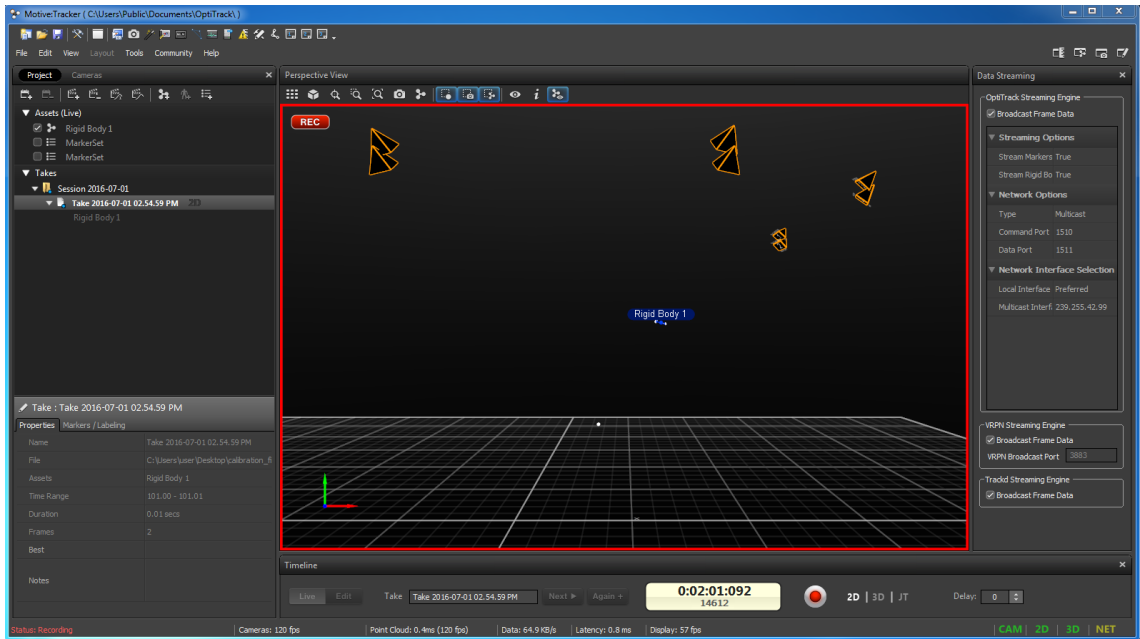 Motive:Tracker ( C:\Users\Public\Documents\OptiTrack\ )
File Edit View Layout Tools Community Help
Project Cameras
Assets (Live)
Rigid Body 1
MarkerSet
MarkerSet
Takes
Session 2016-07-01
Take 2016-07-01 02.54.59 PM 2D
Rigid Body 1
Take : Take 2016-07-01 02.54.59 PM
Properties Markers / Labeling
Name Take 2016-07-01 02.54.59 PM
File C:\Users\user\Desktop\calibration_fi
Assets Rigid Body 1
Time Range 101.00 - 101.01
Duration 0.01 secs
Frames 2
Best
Notes
Perspective View
REC
Rigid Body 1
Data Streaming
OptiTrack Streaming Engine
Broadcast Frame Data
Streaming Options
Stream Markers True
Stream Rigid Bo True
Network Options
Type Multicast
Command Port 1510
Data Port 1511
Network Interface Selection
Local Interface Preferred
Multicast Interfa 239.255.42.99
VRPN Streaming Engine
Broadcast Frame Data
VRPN Broadcast Port 3883
Trackd Streaming Engine
Broadcast Frame Data
Timeline
Live Edit Take Take 2016-07-01 02.54.59 PM Next Again + 0:02:01:092 2D | 3D | JT Delay: 0
14612
Status: Recording Cameras: 120 fps Point Cloud: 0.4ms (120 fps) Data: 64.9 KB/s Latency: 0.8 ms Display: 57 fps CAM 2D 3D NET